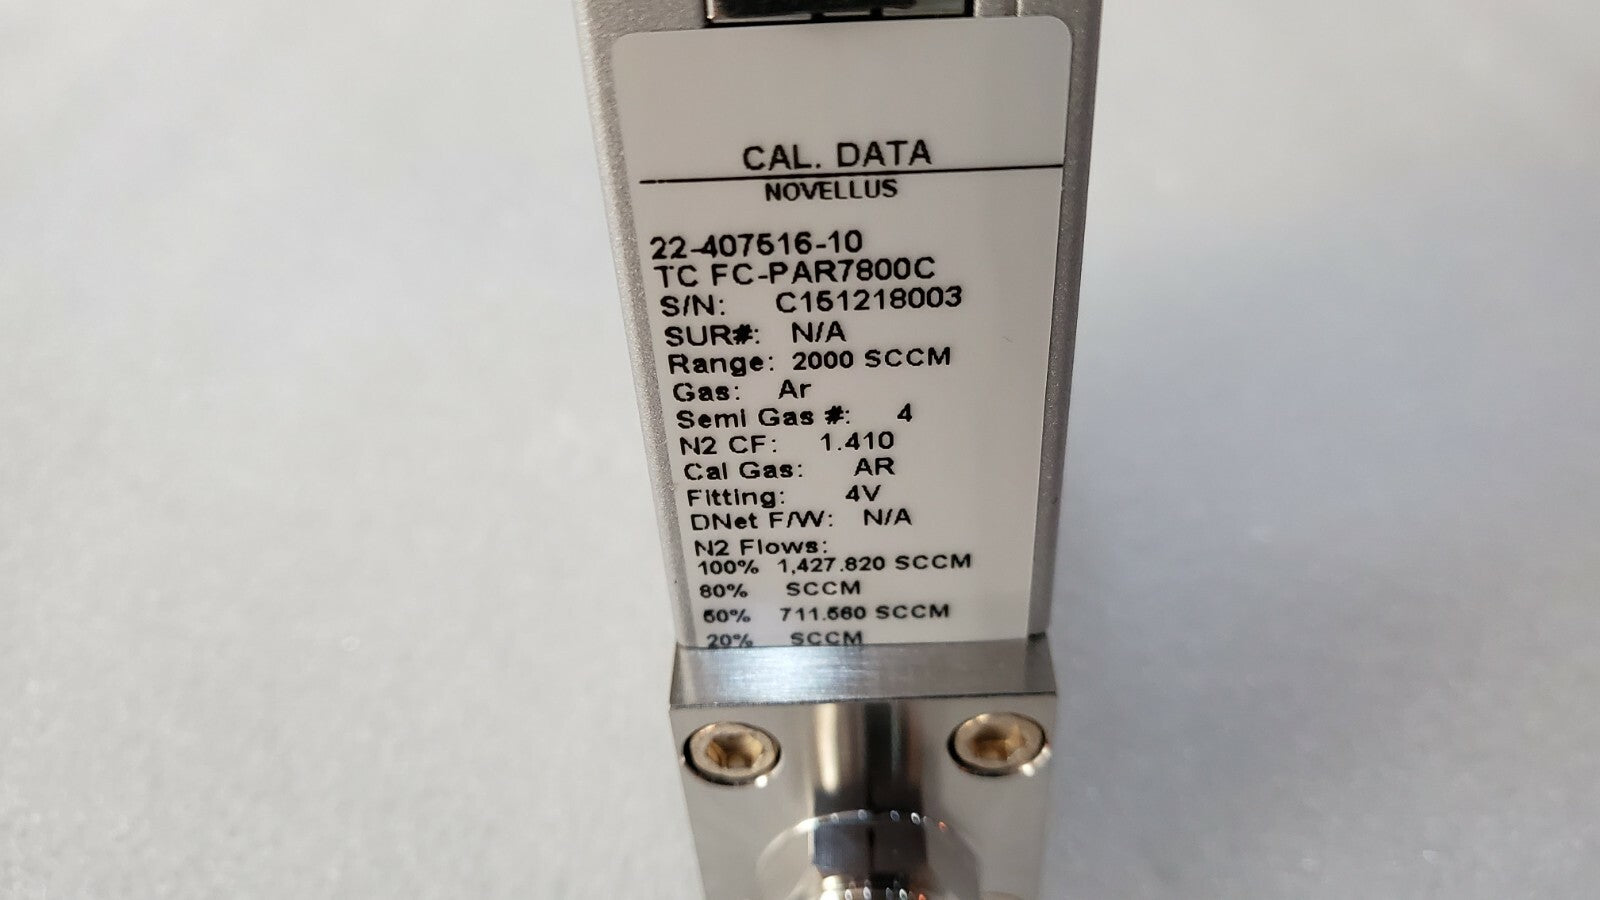 CAL. DATA
NOVELLUS
22-407516-10
TC FC-PAR7800C
S/N: C151218003
SUR#: N/A
Range: 2000 SCCM
Gas: Ar
Semi Gas #: 4
N2 CF: 1.410
Cal Gas: AR
Fitting: 4V
DNet F/W: N/A
N2 Flows:
100% 1,427.820 SCCM
80% SCCM
50% 711.560 SCCM
20% SCCM